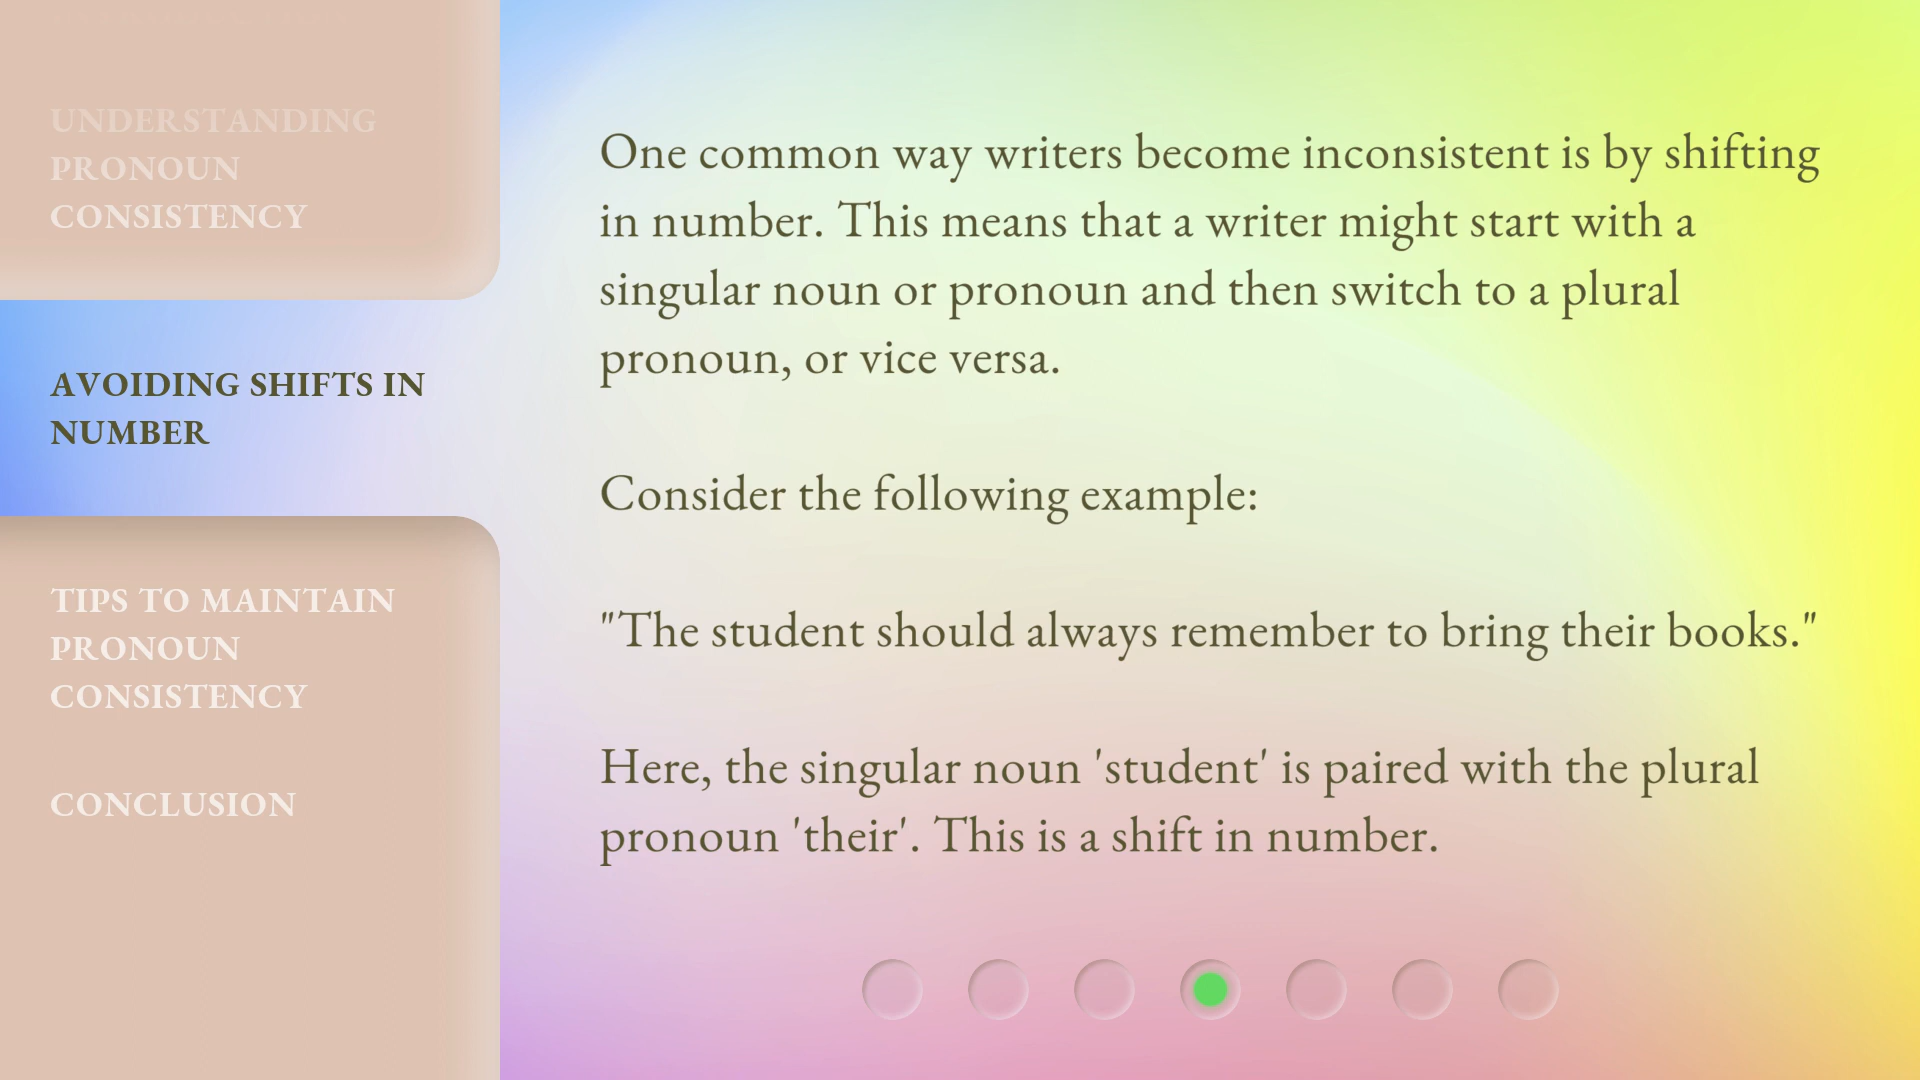 UNDERSTANDING
PRONOUN
CONSISTENCY
AVOIDING SHIFTS IN
NUMBER
TIPS TO MAINTAIN
PRONOUN
CONSISTENCY
CONCLUSION
One common way writers become inconsistent is by shifting
in number. This means that a writer might start with a
singular noun or pronoun and then switch to a plural
pronoun, or vice versa.
Consider the following example:
"The student should always remember to bring their books."
Here, the singular noun 'student' is paired with the plural
pronoun 'their'. This is a shift in number.